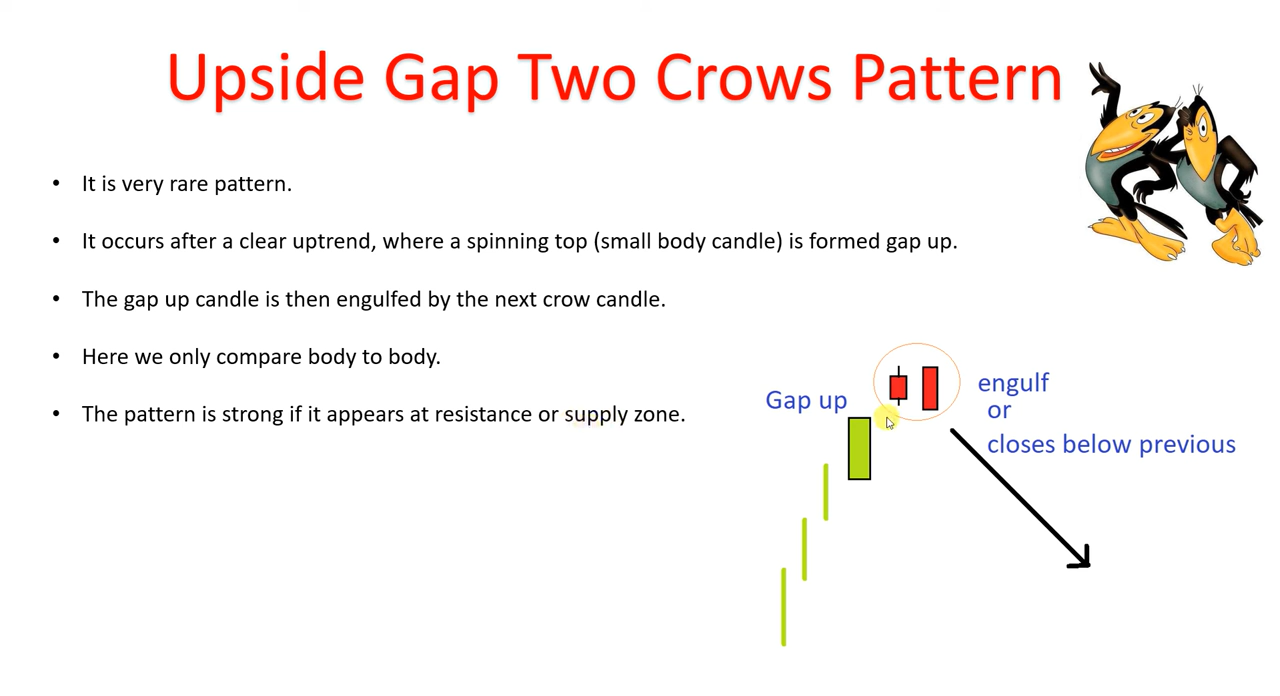 Upside Gap Two Crows Pattern
• It is very rare pattern.
• It occurs after a clear uptrend, where a spinning top (small body candle) is formed gap up.
• The gap up candle is then engulfed by the next crow candle.
• Here we only compare body to body.
• The pattern is strong if it appears at resistance or supply zone.
Gap up
engulf
or
closes below previous